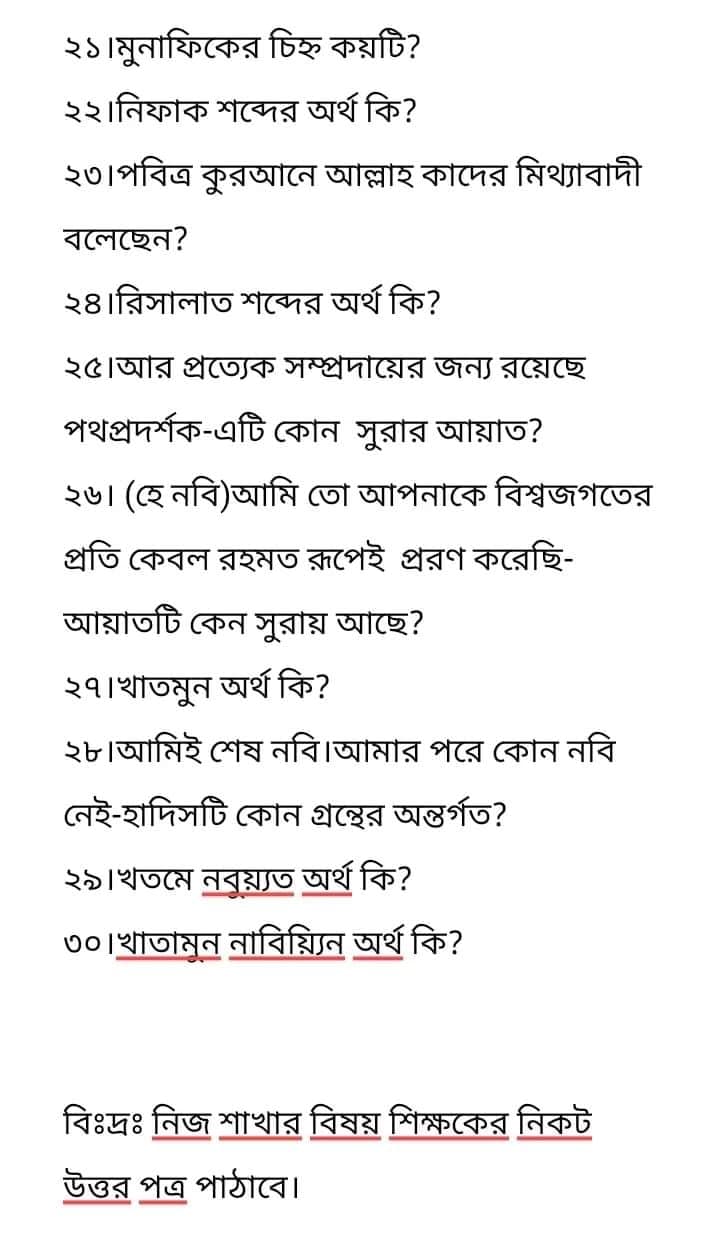 ২১।মুনাফিকের চিহ্ন কয়টি?
২২।নিফাক শব্দের অর্থ কি?
২৩।পবিত্র কুরআনে আল্লাহ কাদের মিথ্যাবাদী
বলেছেন?
২৪।রিসালাত শব্দের অর্থ কি?
২৫।আর প্রত্যেক সম্প্রদায়ের জন্য রয়েছে
পথপ্রদর্শক-এটি কোন সুরার আয়াত?
২৬। (হে নবি)আমি তো আপনাকে বিশ্বজগতের
প্রতি কেবল রহমত রূপেই প্ররণ করেছি-
আয়াতটি কেন সুরায় আছে?
২৭।খাতমুন অর্থ কি?
২৮।আমিই শেষ নবি।আমার পরে কোন নবি
নেই-হাদিসটি কোন গ্রন্থের অন্তর্গত?
২৯।খতমে নবুয়্যত অর্থ কি?
৩০।খাতামুন নাবিয়্যিন অর্থ কি?
বিঃদ্রঃ নিজ শাখার বিষয় শিক্ষকের নিকট
উত্তর পত্র পাঠাবে।